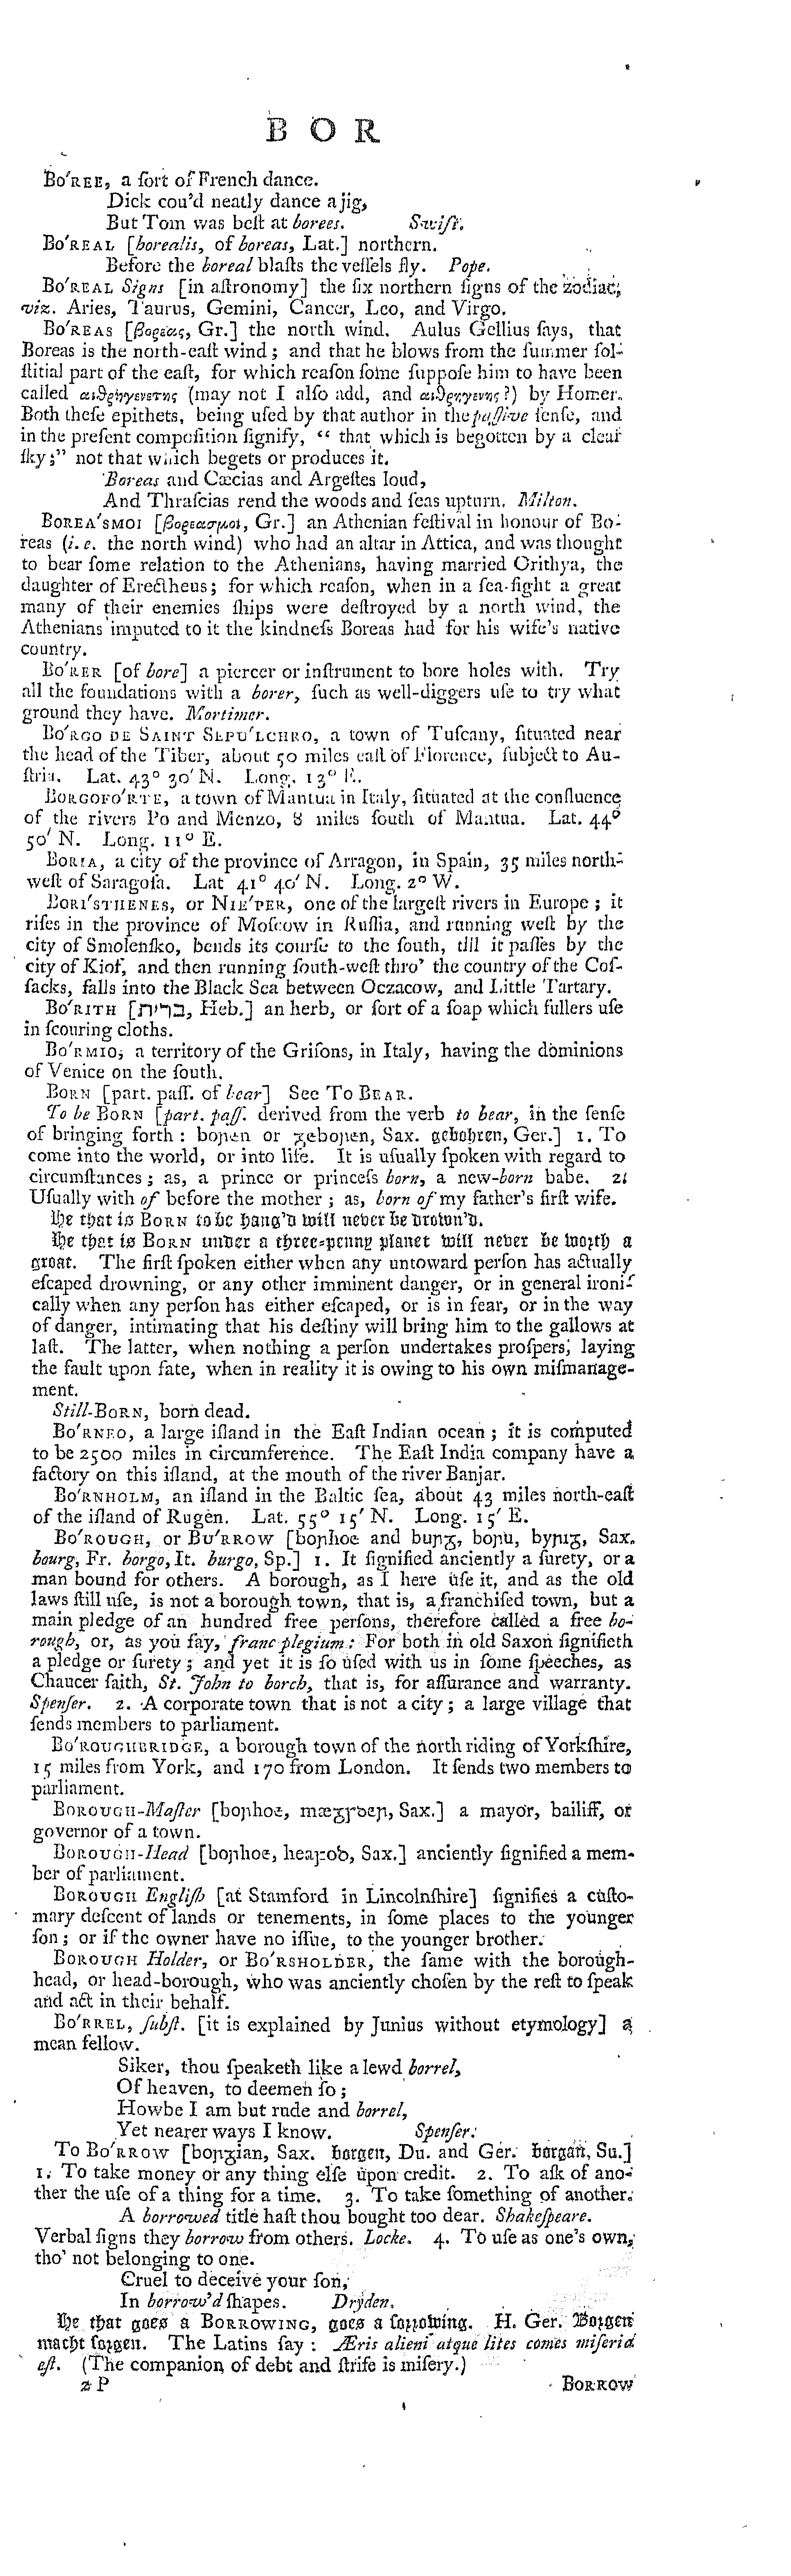 B O R
Bo′ree, a ſort of French dance.
Dick cou'd neatly dance a jig,
But Tom was beſt at borees. Swift.
Bo′real [borealis, of boreas, Lat.] northern.
Before the boreal blaſts the veſſels fly. Pope.
Bo′real Signs [in aſtronomy] the ſix northern ſigns of the zodiac;
viz. Aries, Taurus, Gemini, Cancer, Leo, and Virgo.
Bo′reas [βορεας, Gr.] the north wind. Aulus Gellius ſays, that
Boreas is the north-eaſt wind; and that he blows from the ſummer ſol-
ſtitial part of the eaſt, for which reaſon ſome ſuppoſe him to have been
called αιθρηγενετης (may not I alſo add, and αιθρηγενης?) by Homer.
Both theſe epithets, being uſed by that author in the paſſive ſenſe, and
in the preſent compoſition ſignify, “ that which is begotten by a clear
ſky;” not that which begets or produces it.
Boreas and Cæcias and Argeſtes loud,
And Thraſcias rend the woods and ſeas upturn. Milton.
Borea′smoi [βορεασμοι, Gr.] an Athenian feſtival in honour of Bo-
reas (i. e. the north wind) who had an altar in Attica, and was thought
to bear ſome relation to the Athenians, having married Orithya, the
daughter of Erectheus; for which reaſon, when in a ſea-fight a great
many of their enemies ſhips were deſtroyed by a north wind, the
Athenians imputed to it the kindneſs Boreas had for his wife's native
country.
Bo′rer [of bore] a piercer or inſtrument to bore holes with. Try
all the foundations with a borer, ſuch as well-diggers uſe to try what
ground they have. Mortimer.
Bo′rgo de Saint Sepu′lchro, a town of Tuſcany, ſituated near
the head of the Tiber, about 50 miles eaſt of Florence, ſubject to Au-
ſtria. Lat. 43° 30′ N. Long. 13° E.
Borgofo′rte, a town of Mantua in Italy, ſituated at the confluence
of the rivers Po and Menzo, 8 miles ſouth of Mantua. Lat. 44°
50′ N. Long. 11° E.
Boria, a city of the province of Arragon, in Spain, 35 miles north-
weſt of Saragoſa. Lat 41° 40′ N. Long. 2° W.
Bori′sthenes, or Nie′per, one of the largeſt rivers in Europe; it
riſes in the province of Moſcow in Ruſſia, and running weſt by the
city of Smolenſko, bends its courſe to the ſouth, till it paſſes by the
city of Kiof, and then running ſouth-weſt thro' the country of the Coſ-
ſacks, falls into the Black Sea between Oczacow, and Little Tartary.
Bo′rith [ברית, Heb.] an herb, or ſort of a ſoap which fullers uſe
in ſcouring cloths.
Bo′rmio, a territory of the Griſons, in Italy, having the dominions
of Venice on the ſouth.
Born [part. paſſ. of bear] See To Bear.
To be Born [part. paſſ. derived from the verb to bear, in the ſenſe
of bringing forth: boren or gebonen, Sax. gebohren, Ger.] 1. To
come into the world, or into life. It is uſually ſpoken with regard to
circumſtances; as, a prince or princeſs born, a new-born babe. 2.
Uſually with of before the mother; as, born of my father's firſt wife.
He that is Born to be hang'd will never be drown'd.
He that is Born under a three-penny planet will never be worth a
groat. The firſt ſpoken either when any untoward perſon has actually
eſcaped drowning, or any other imminent danger, or in general ironi-
cally when any perſon has either eſcaped, or is in fear, or in the way
of danger, intimating that his deſtiny will bring him to the gallows at
laſt. The latter, when nothing a perſon undertakes proſpers, laying
the fault upon fate, when in reality it is owing to his own miſmanage-
ment.
Still-Born, born dead.
Bo′rneo, a large iſland in the Eaſt Indian ocean; it is computed
to be 2500 miles in circumference. The Eaſt India company have a
factory on this iſland, at the mouth of the river Banjar.
Bo′rnholm, an iſland in the Baltic ſea, about 43 miles north-eaſt
of the iſland of Rugen. Lat. 55° 15′ N. Long. 15′ E.
Bo′rough, or Bu′rrow [borhoe and burg, boru, byrig, Sax.
bourg, Fr. borgo, It. burgo, Sp.] 1. It ſignified anciently a ſurety, or a
man bound for others. A borough, as I here uſe it, and as the old
laws ſtill uſe, is not a borough town, that is, a franchiſed town, but a
main pledge of an hundred free perſons, therefore called a free bo-
rough, or, as you ſay, franc plegium: For both in old Saxon ſignifieth
a pledge or ſurety; and yet it is ſo uſed with us in ſome ſpeeches, as
Chaucer ſaith, St. John to borch, that is, for aſſurance and warranty.
Spenſer. 2. A corporate town that is not a city; a large village that
ſends members to parliament.
Bo′roughbridge, a borough town of the north riding of Yorkſhire,
15 miles from York, and 170 from London. It ſends two members to
parliament.
Borough-Maſter [borhoe, mægrder, Sax.] a mayor, bailiff, or
governor of a town.
Borough-Head [borhoe, heafod, Sax.] anciently ſignified a mem-
ber of parliament.
Borough Engliſh [at Stamford in Lincolnſhire] ſignifies a cuſto-
mary deſcent of lands or tenements, in ſome places to the younger
ſon; or if the owner have no iſſue, to the younger brother.
Borough Holder, or Bo′rsholder, the ſame with the borough-
head, or head-borough, who was anciently choſen by the reſt to ſpeak
and act in their behalf.
Bo′rrel, ſubſt. [it is explained by Junius without etymology] a
mean fellow.
Siker, thou ſpeaketh like a lewd borrel,
Of heaven, to deemen ſo;
Howbe I am but rude and borrel,
Yet nearer ways I know. Spenſer.
To Bo′rrow [borgian, Sax. borgen, Du. and Ger. borgan, Su.]
1. To take money or any thing elſe upon credit. 2. To aſk of ano-
ther the uſe of a thing for a time. 3. To take ſomething of another.
A borrowed title haſt thou bought too dear. Shakeſpeare.
Verbal ſigns they borrow from others. Locke. 4. To uſe as one's own,
tho' not belonging to one.
Cruel to deceive your ſon,
In borrow'd ſhapes. Dryden.
He that goes a Borrowing, goes a ſorrowing. H. Ger. Borgen
macht ſorgen. The Latins ſay: Æris alieni atque lites comes miſeria
eſt. (The companion of debt and ſtrife is miſery.)
2 P Borrow